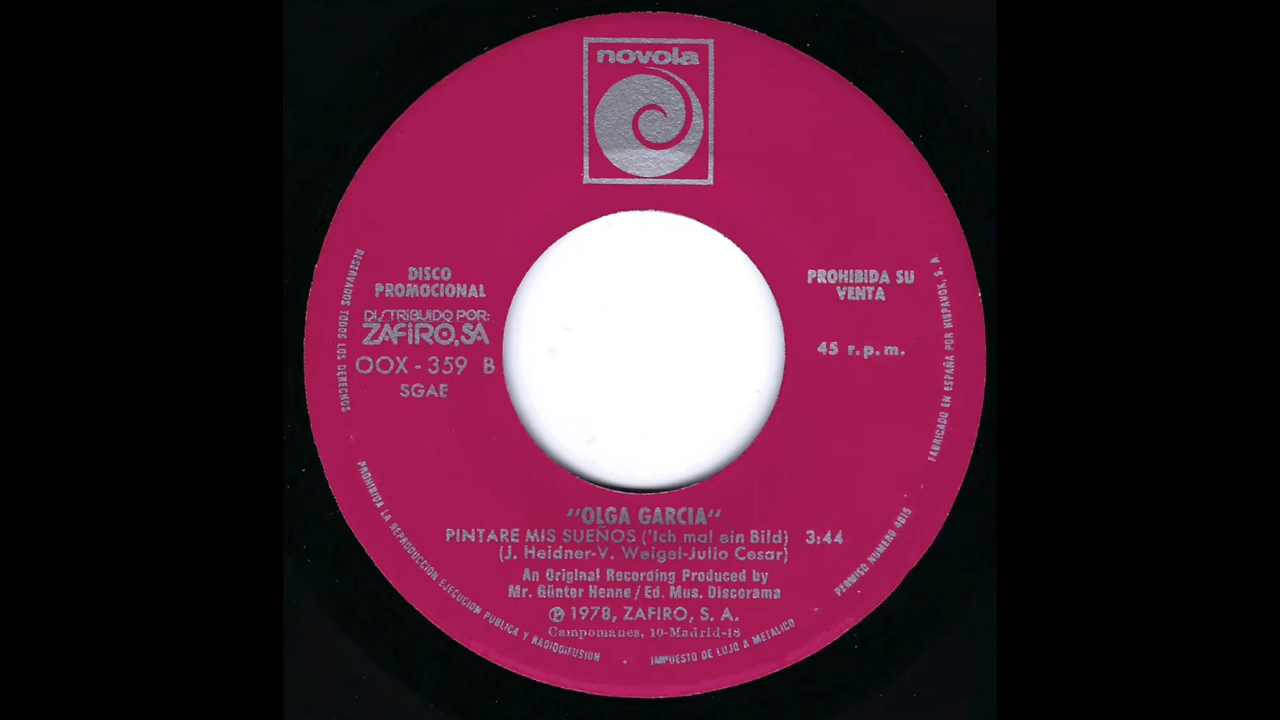 novola
DISCO
PROMOCIONAL
DISTRIBUIDO POR:
ZAFIRO, SA
OOX - 359 B
SGAE
PROHIBIDA SU
VENTA
45 r.p.m.
"OLGA GARCIA"
PINTARE MIS SUEÑOS ('Ich mal ein Bild) 3:44
(J. Heidner-V. Weigel-Julio Cesar)
An Original Recording Produced by
Mr. Günter Henne / Ed. Mus. Discorama
Ⓟ 1978, ZAFIRO, S. A.
Campomanes, 10-Madrid-13
RESERVADOS TODOS LOS DERECHOS
PROHIBIDA LA REPRODUCCION EJECUCION PUBLICA Y RADIODIFUSION
IMPUESTO DE LUJO A METALICO
PERMISO NUMERO 4015
FABRICADO EN ESPAÑA POR HISPAVOX, S. A.